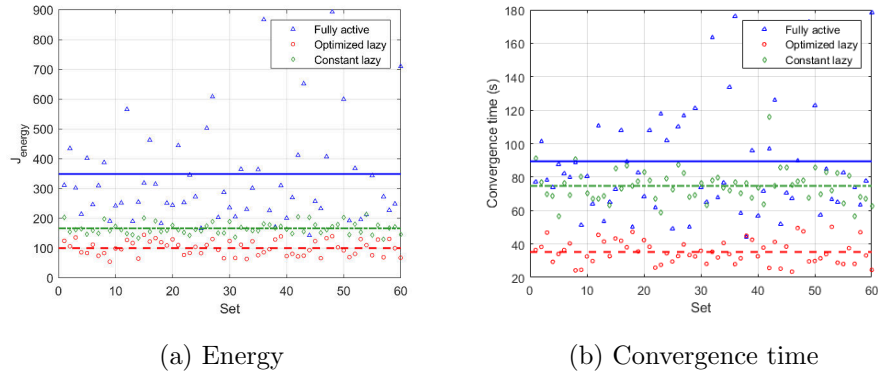 900
800
700
600
500
400
300
200
100
0
J_energy
0 10 20 30 40 50 60
Set
Fully active
Optimized lazy
Constant lazy
(a) Energy
180
160
140
120
100
80
60
40
20
Convergence time (s)
0 10 20 30 40 50 60
Set
Fully active
Optimized lazy
Constant lazy
(b) Convergence time